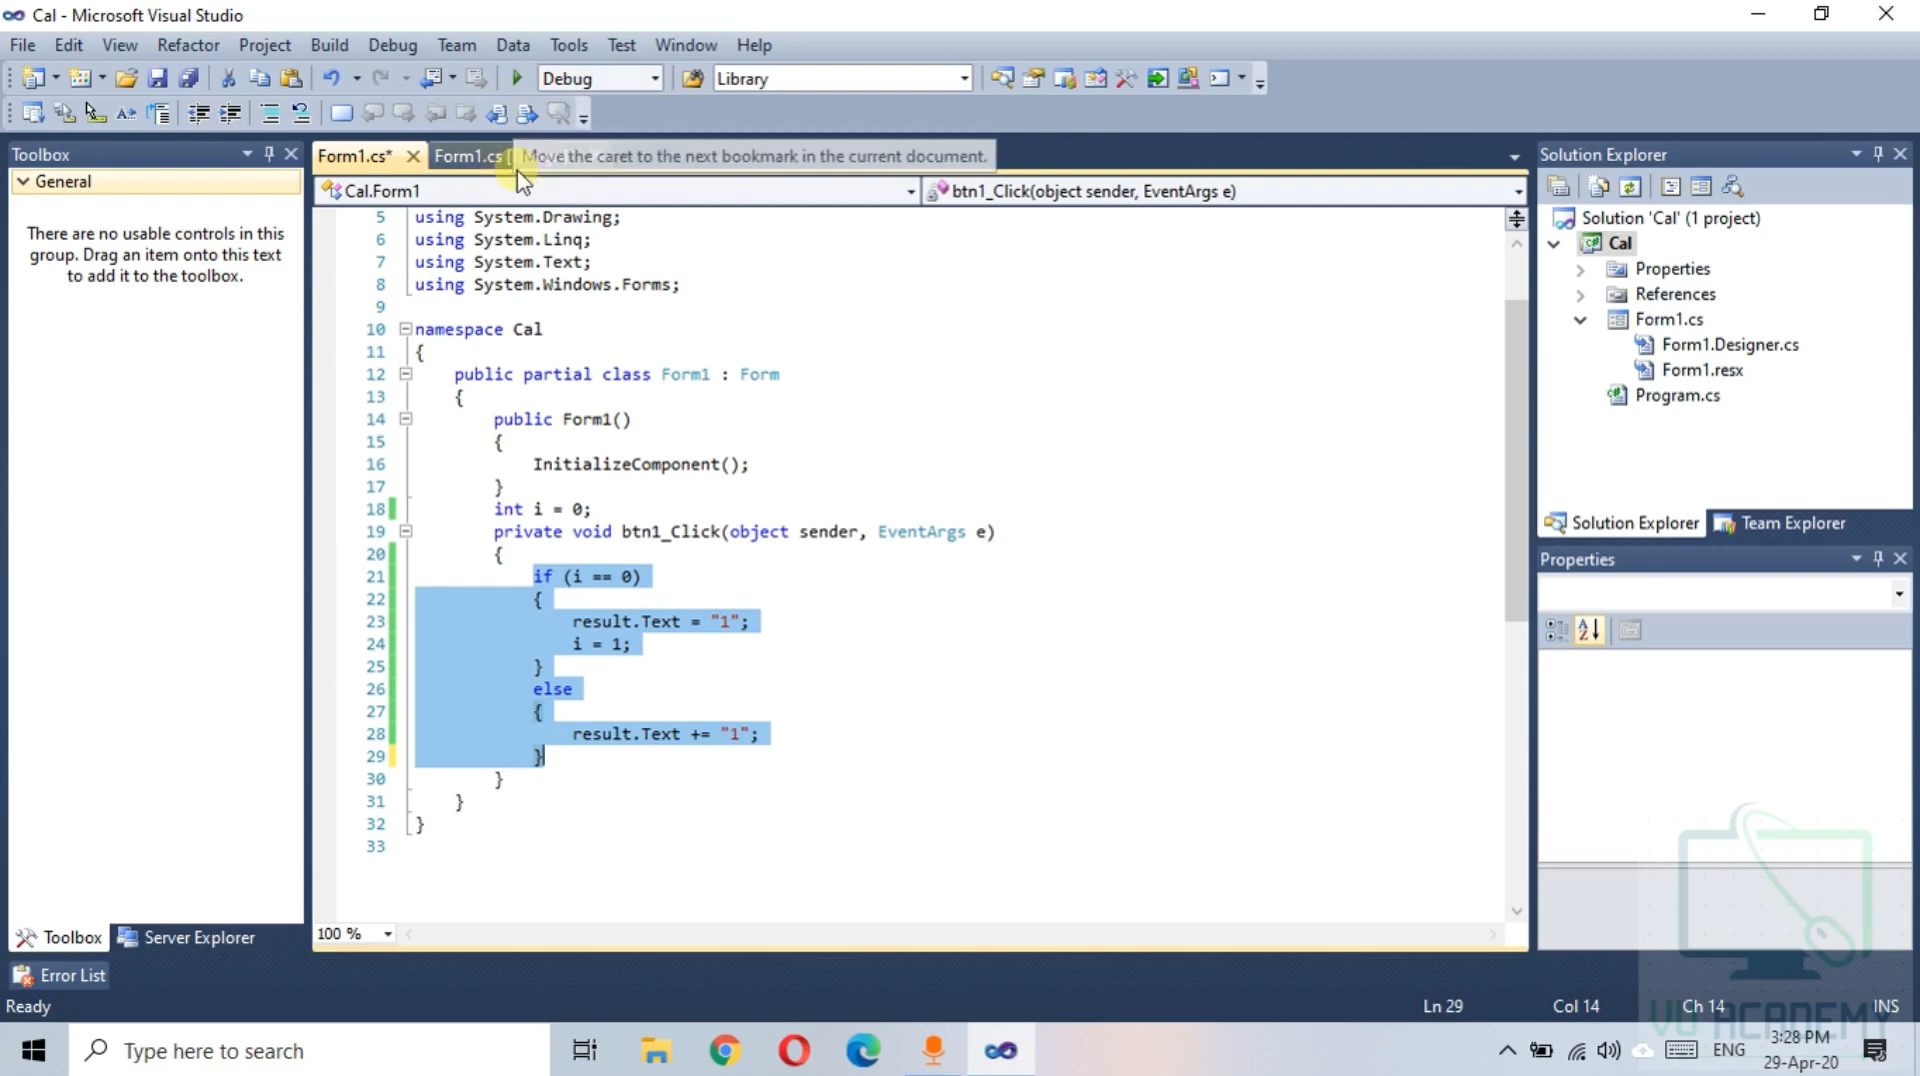 Cal - Microsoft Visual Studio
File Edit View Refactor Project Build Debug Team Data Tools Test Window Help
Debug Library
Toolbox
General
There are no usable controls in this
group. Drag an item onto this text
to add it to the toolbox.
Toolbox Server Explorer
Form1.cs* Form1.cs [
Move the caret to the next bookmark in the current document.
Cal.Form1 btn1_Click(object sender, EventArgs e)
5 using System.Drawing;
6 using System.Linq;
7 using System.Text;
8 using System.Windows.Forms;
9
10 namespace Cal
11 {
12 public partial class Form1 : Form
13 {
14 public Form1()
15 {
16 InitializeComponent();
17 }
18 int i = 0;
19 private void btn1_Click(object sender, EventArgs e)
20 {
21 if (i == 0)
22 {
23 result.Text = "1";
24 i = 1;
25 }
26 else
27 {
28 result.Text += "1";
29 }
30 }
31 }
32 }
33
100 %
Solution Explorer
Solution 'Cal' (1 project)
Cal
Properties
References
Form1.cs
Form1.Designer.cs
Form1.resx
Program.cs
Solution Explorer Team Explorer
Properties
Error List
Ready Ln 29 Col 14 Ch 14 INS
VU ACADEMY
Type here to search
ENG
3:28 PM
29-Apr-20